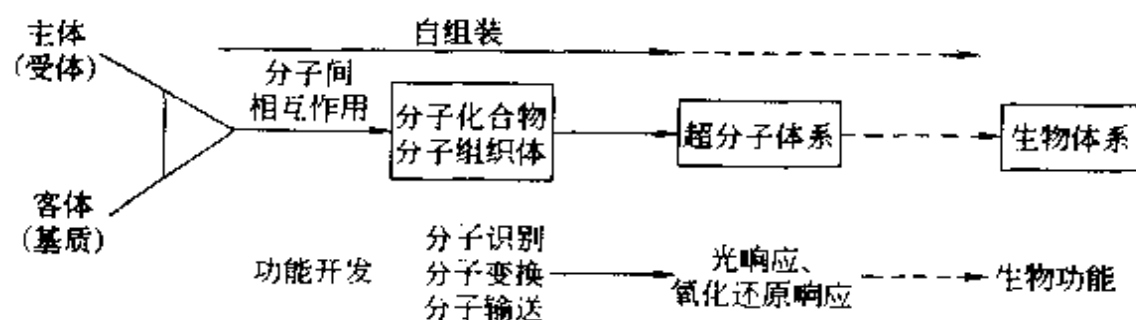 主体
(受体)
自组装
分子间
相互作用
分子化合物
分子组织体
超分子体系
生物体系
客体
(基质)
功能开发
分子识别
分子变换
分子输送
光响应、
氧化还原响应
生物功能